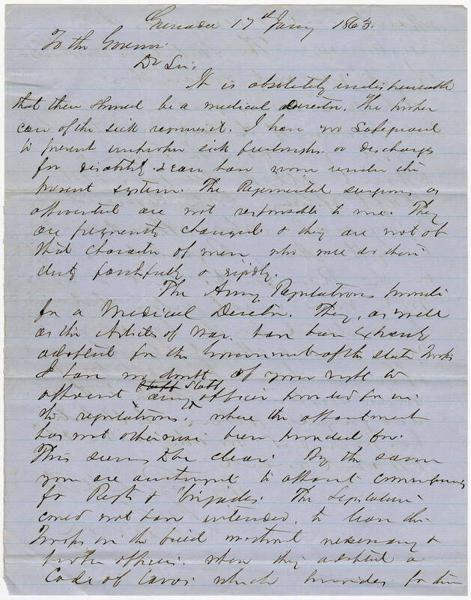 Grenada 17th Jany 1863.
To the Governor
Dr Sir,
It is absolutely indispensable
that there should be a medical Director. The proper
care of the sick requires it. I have no safeguard
to prevent improper sick furloughs or discharges
for disability & can have none under the
present system. The Regimental surgeons as
appointed are not responsible to me. They
are frequently changed & they are not of
that character of men, who will do their
duty faithfully & rigidly.
The Army Regulations provide
for a Medical Director. They, as well
as the Articles of War, have been
adopted for the Government of the State troops
I have no doubt of your right to
appoint any Staff officer provided for in
the regulations, where the appointment
has not otherwise been provided for.
This seems to be clear. By the same
you are authorized to appoint
for Regts & Brigades. The Legislature
could not have intended, to leave the
troops in the field without necessary &
proper officers, when they adopted a
Code of Laws which provides for them